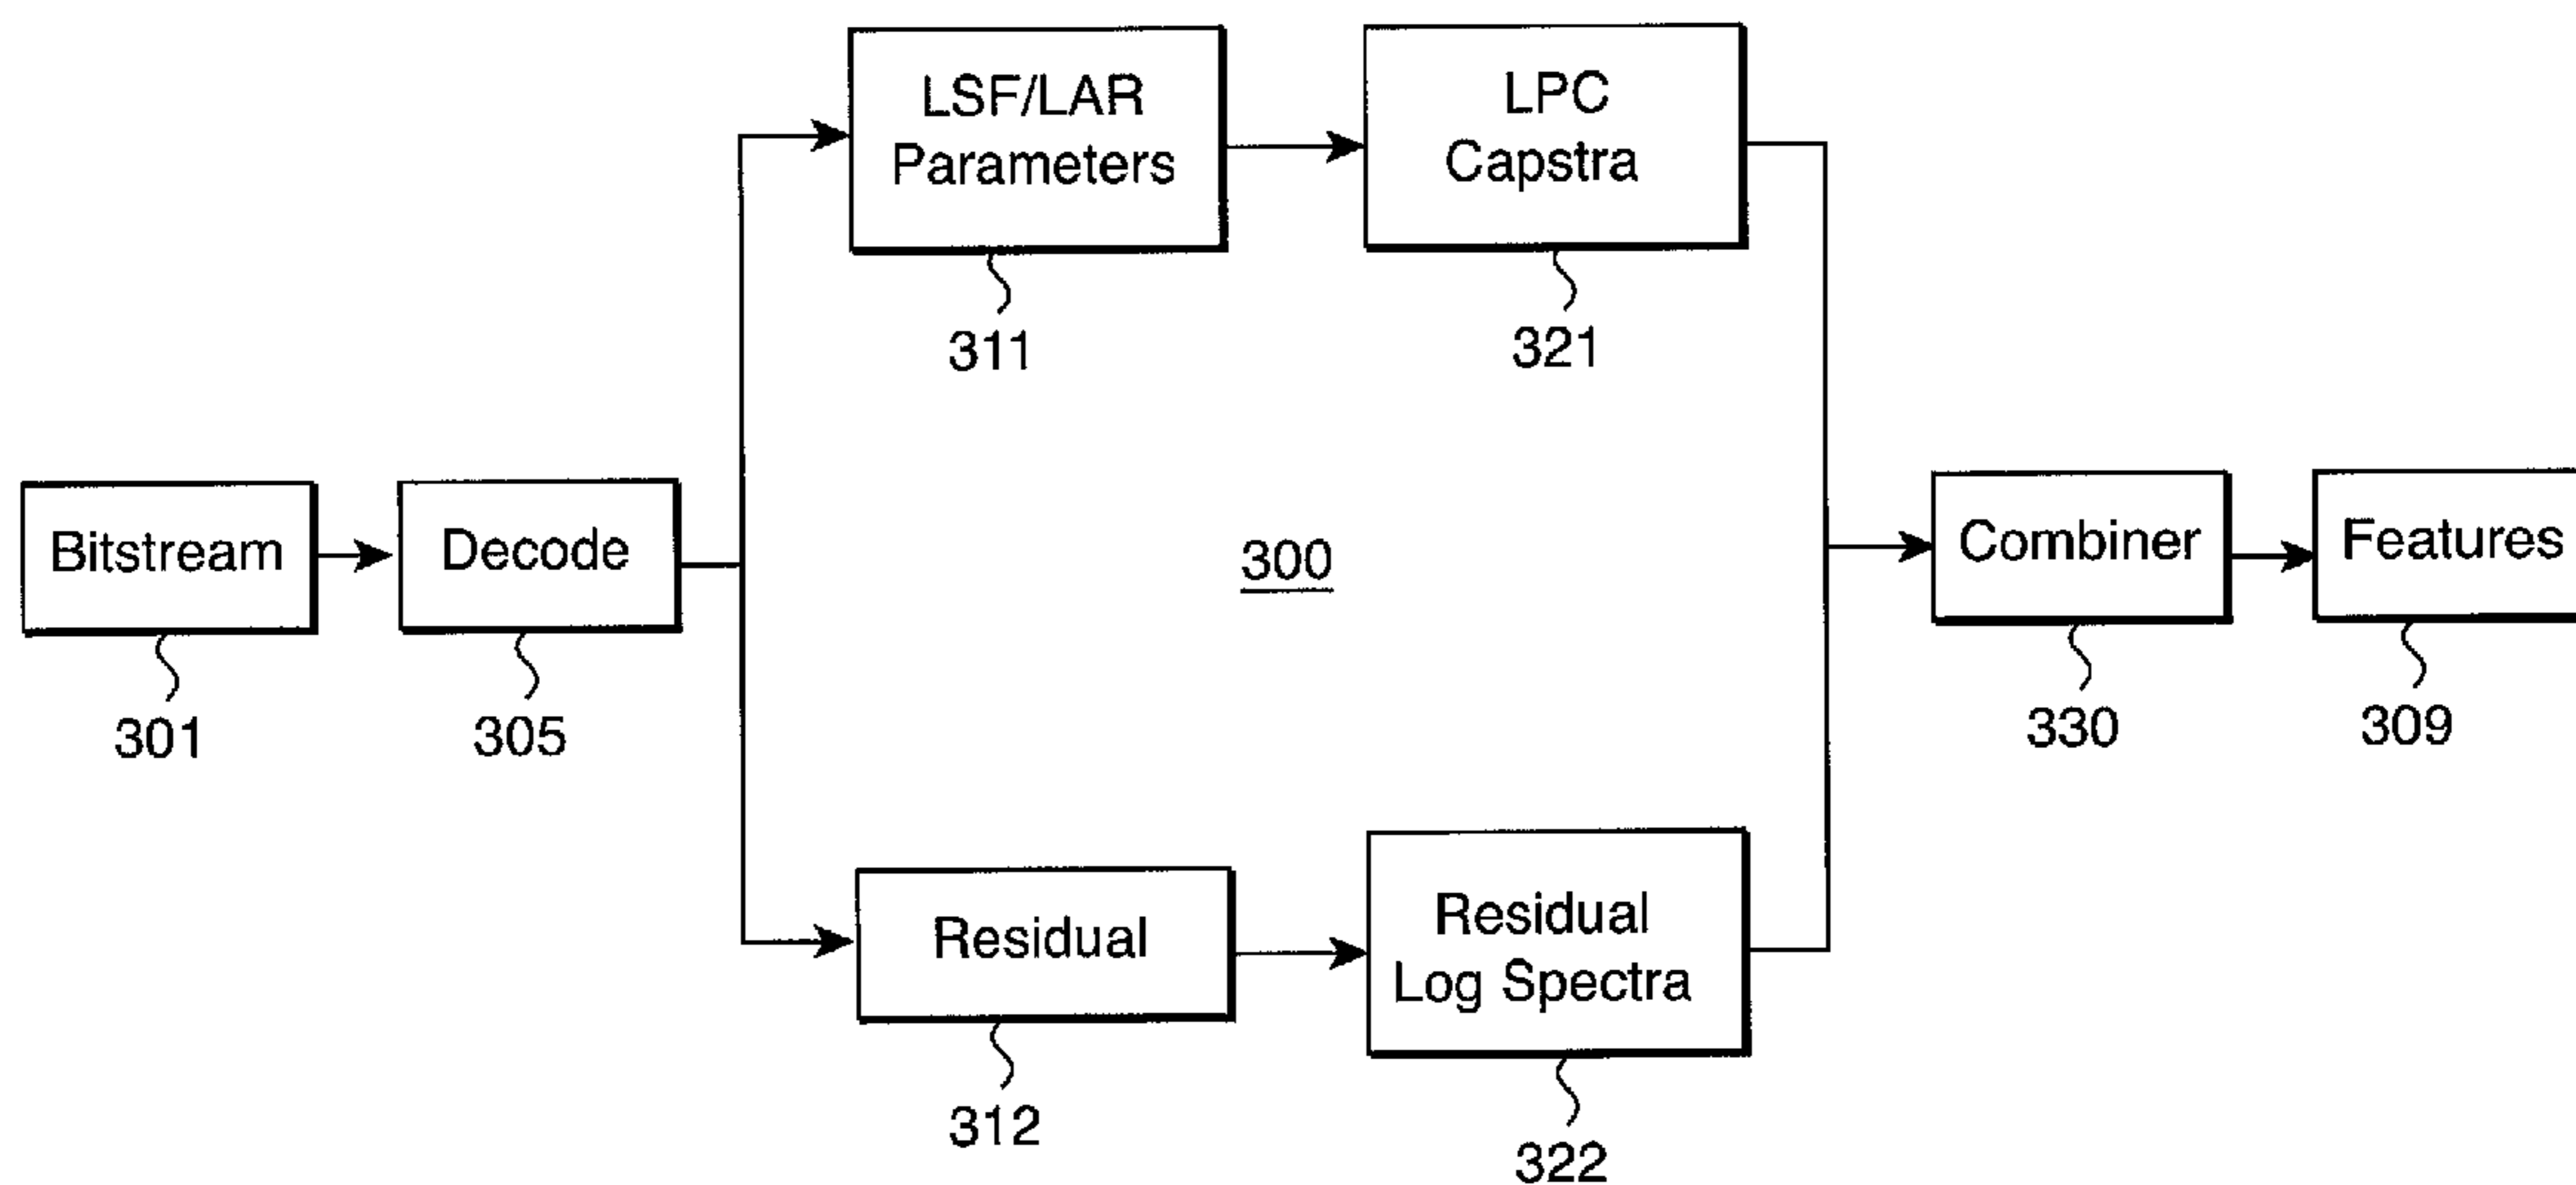 LSF/LAR
Parameters
311
LPC
Capstra
321
Bitstream
301
Decode
305
300
Combiner
330
Features
309
Residual
312
Residual
Log Spectra
322